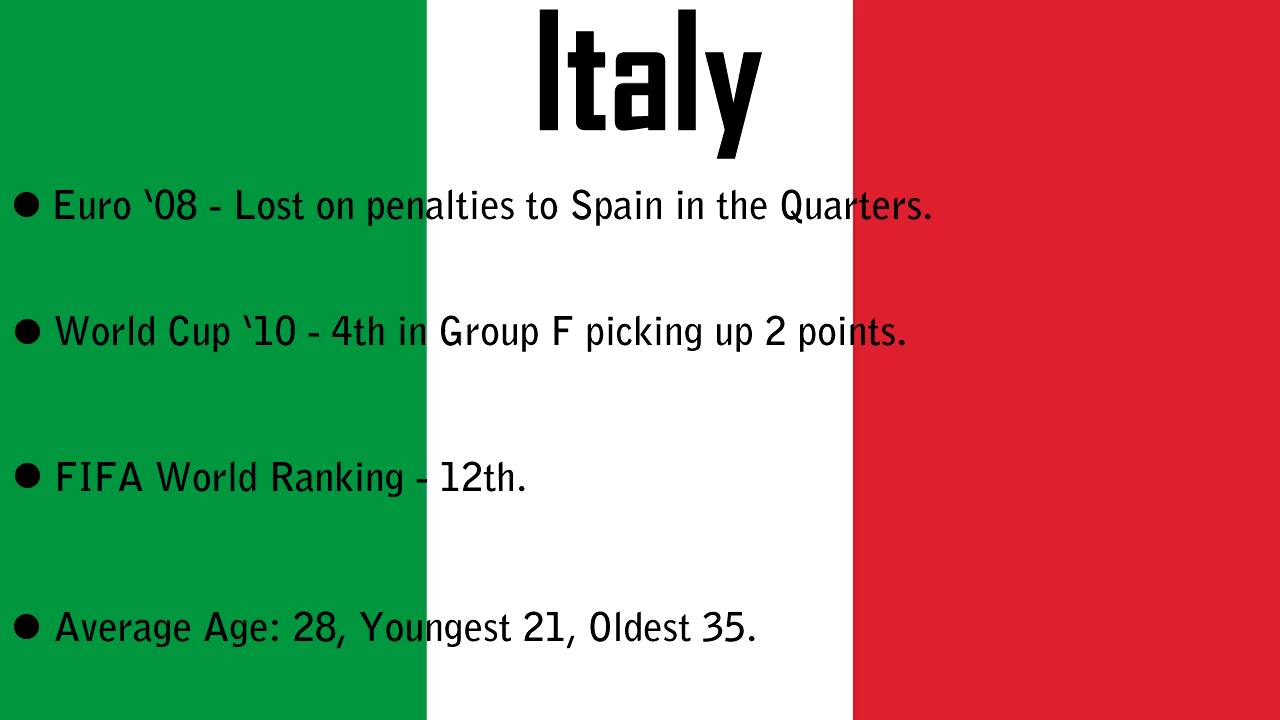 Italy
● Euro ‘08 - Lost on penalties to Spain in the Quarters.
● World Cup ‘10 - 4th in Group F picking up 2 points.
● FIFA World Ranking - 12th.
● Average Age: 28, Youngest 21, Oldest 35.